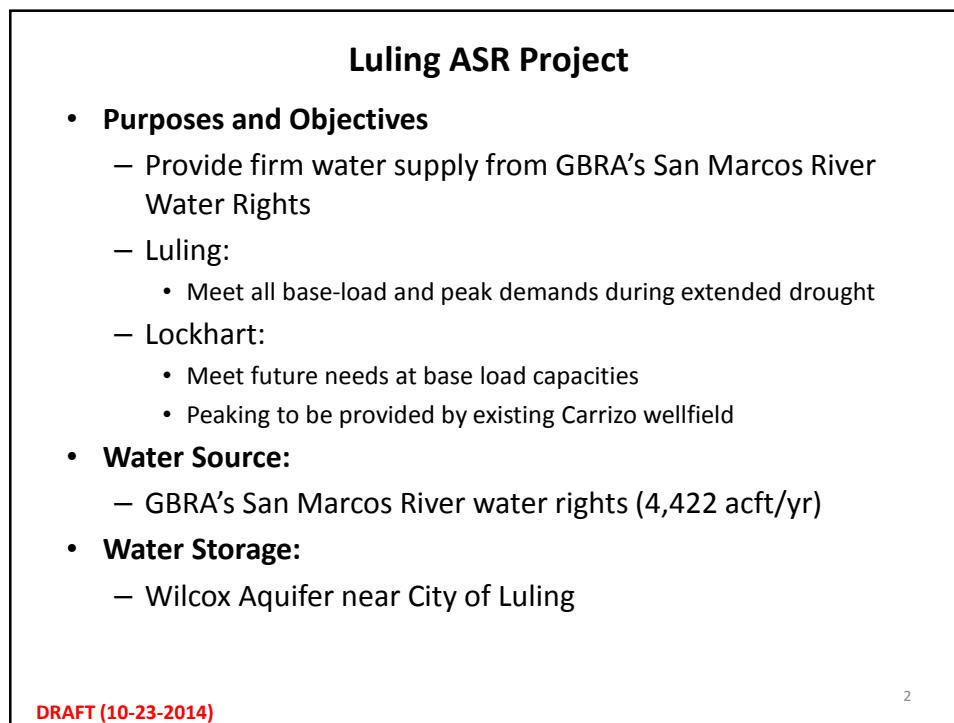 Luling ASR Project
• Purposes and Objectives
– Provide firm water supply from GBRA’s San Marcos River
Water Rights
– Luling:
• Meet all base-load and peak demands during extended drought
– Lockhart:
• Meet future needs at base load capacities
• Peaking to be provided by existing Carrizo wellfield
• Water Source:
– GBRA’s San Marcos River water rights (4,422 acft/yr)
• Water Storage:
– Wilcox Aquifer near City of Luling
2
DRAFT (10-23-2014)